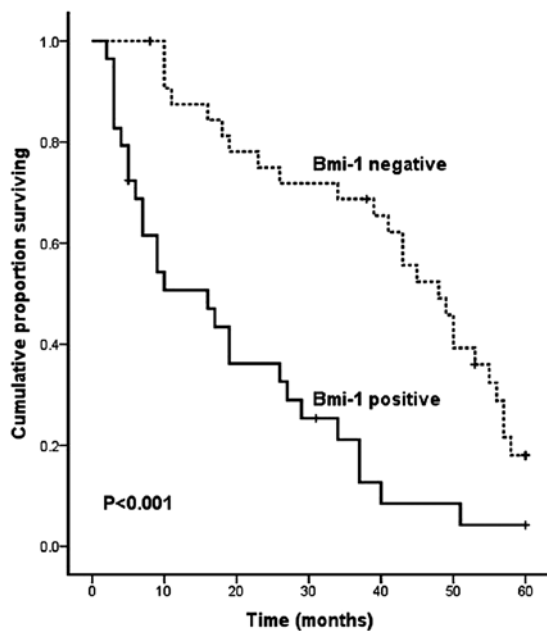 Cumulative proportion surviving
1.0
0.8
0.6
0.4
0.2
0.0
Bmi-1 negative
Bmi-1 positive
P<0.001
0 10 20 30 40 50 60
Time (months)